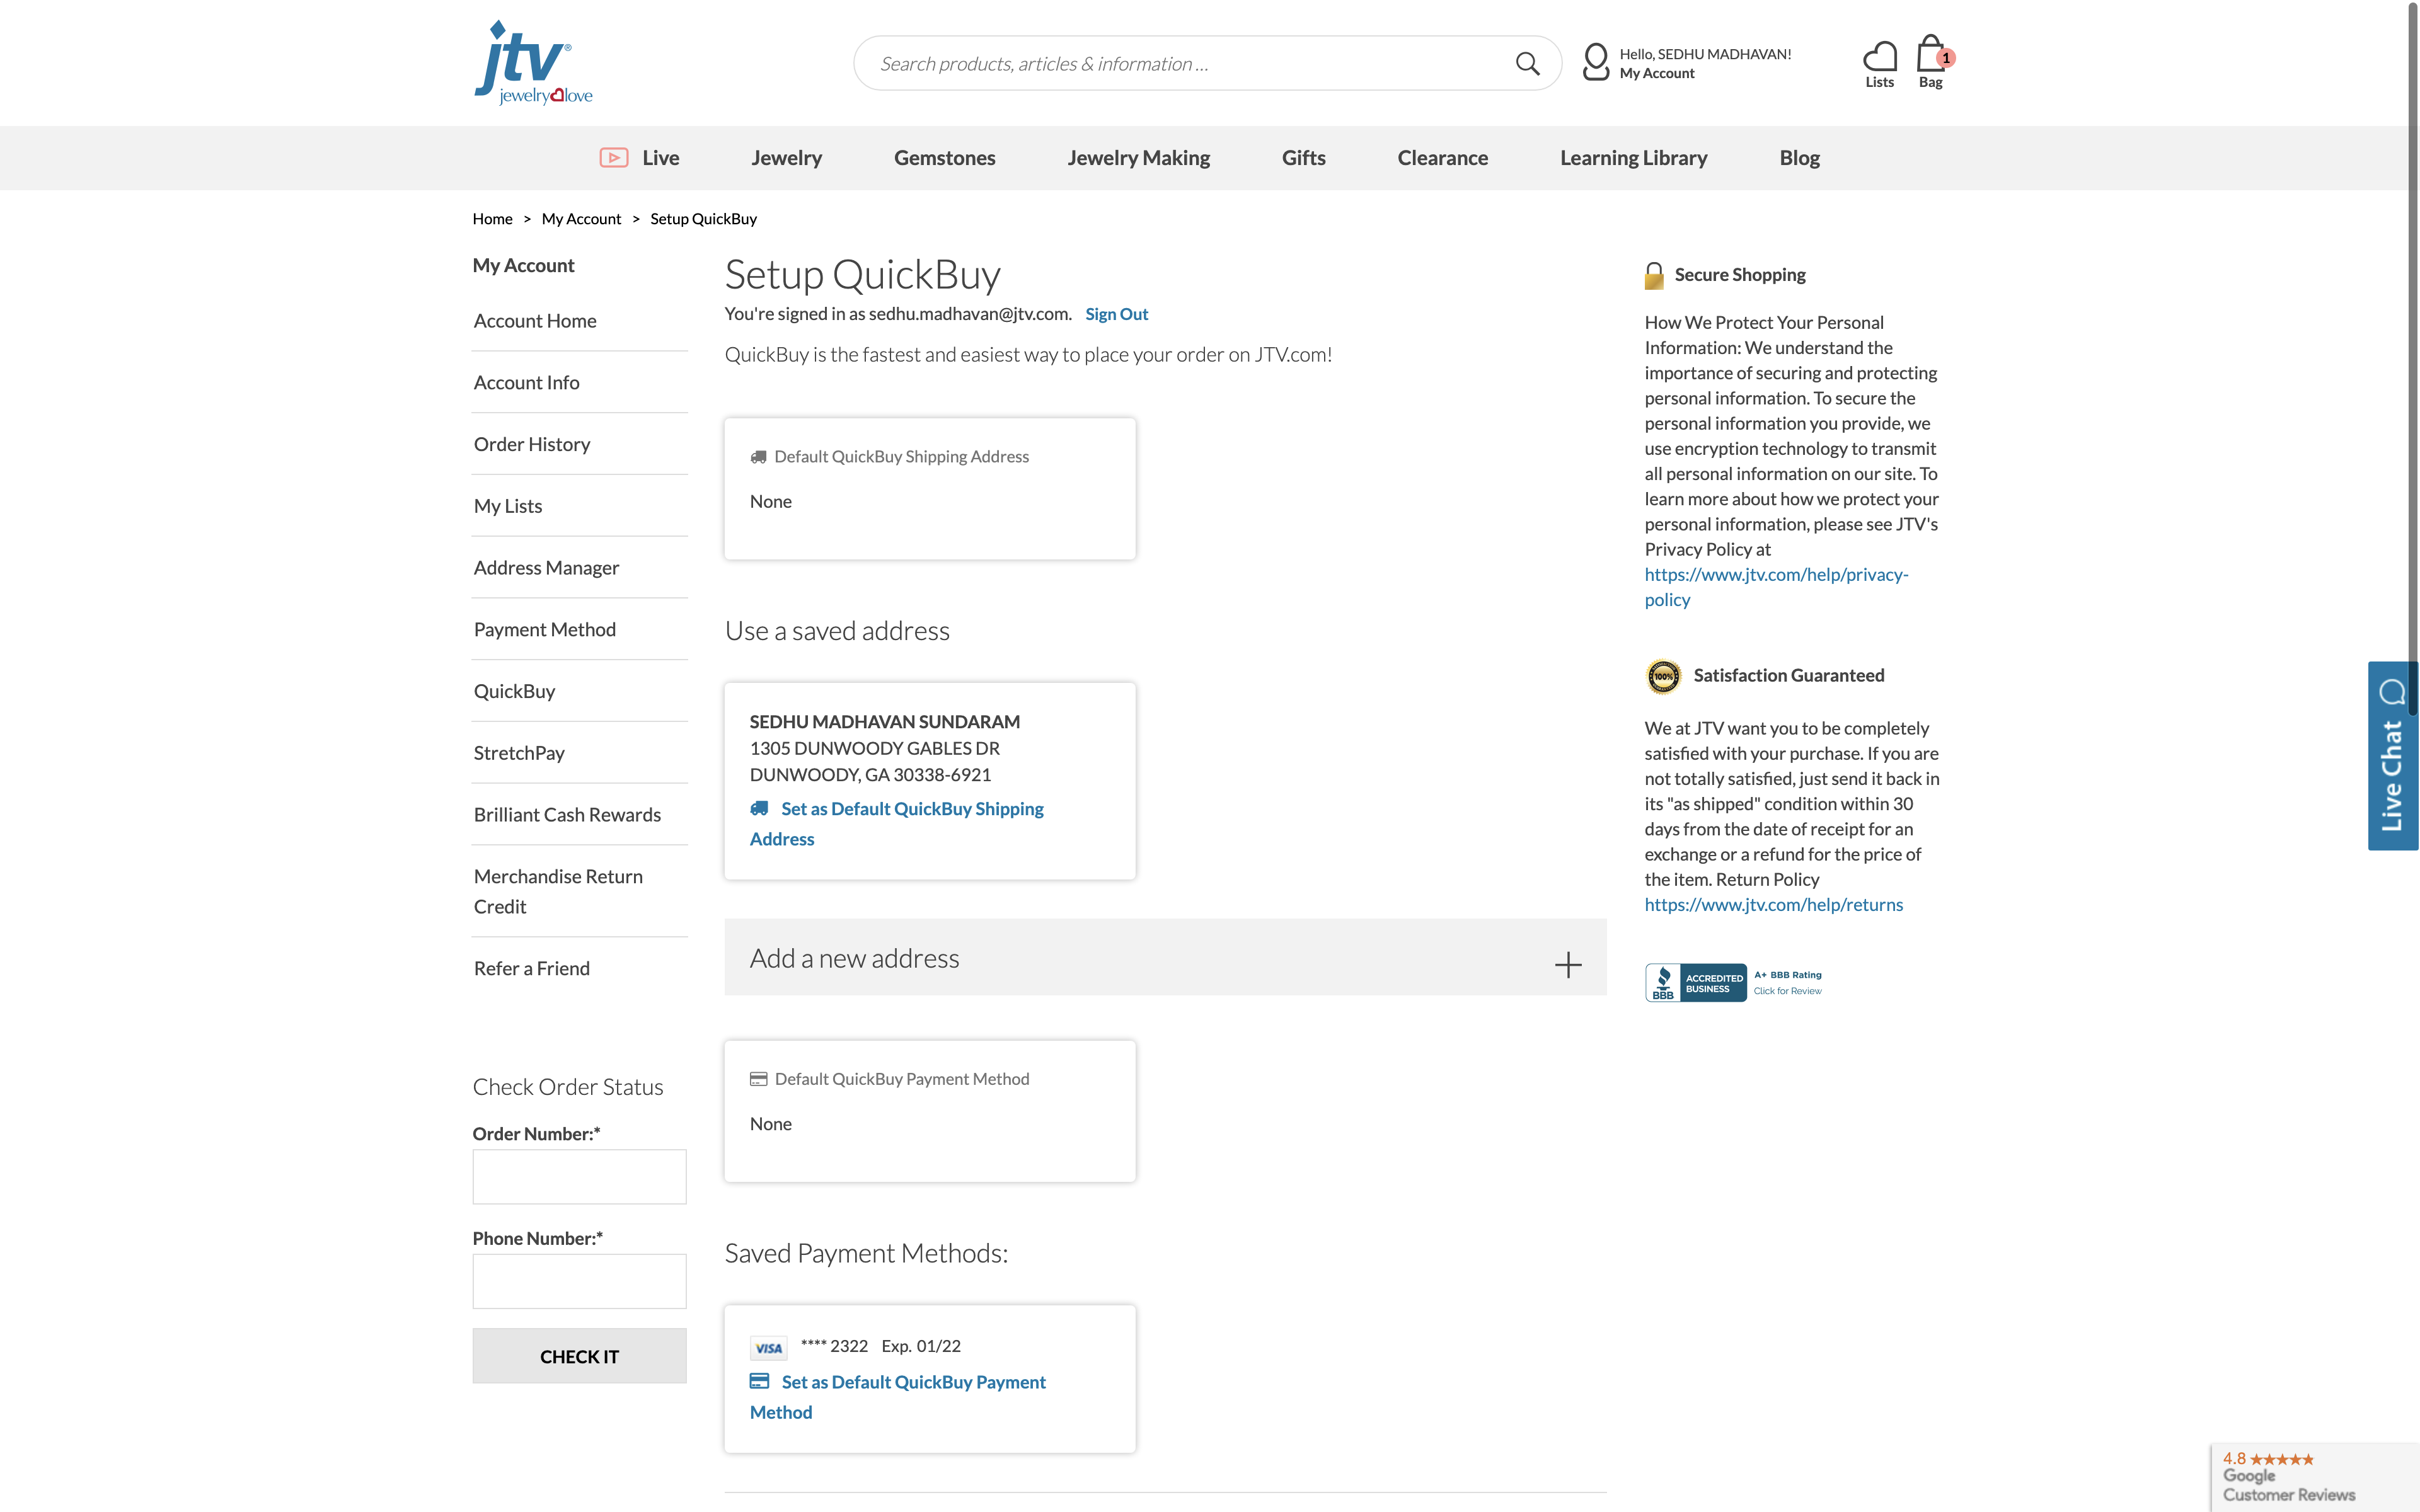 jtv®
jewelry love
Search products, articles & information ...
Hello, SEDHU MADHAVAN!
My Account
Lists
1
Bag
Live
Jewelry
Gemstones
Jewelry Making
Gifts
Clearance
Learning Library
Blog
Home > My Account > Setup QuickBuy
My Account
Account Home
Account Info
Order History
My Lists
Address Manager
Payment Method
QuickBuy
StretchPay
Brilliant Cash Rewards
Merchandise Return
Credit
Refer a Friend
Check Order Status
Order Number:*
Phone Number:*
CHECK IT
Setup QuickBuy
You're signed in as sedhu.madhavan@jtv.com. Sign Out
QuickBuy is the fastest and easiest way to place your order on JTV.com!
Default QuickBuy Shipping Address
None
Use a saved address
SEDHU MADHAVAN SUNDARAM
1305 DUNWOODY GABLES DR
DUNWOODY, GA 30338-6921
Set as Default QuickBuy Shipping
Address
Add a new address
Default QuickBuy Payment Method
None
Saved Payment Methods:
VISA **** 2322 Exp. 01/22
Set as Default QuickBuy Payment
Method
Secure Shopping
How We Protect Your Personal
Information: We understand the
importance of securing and protecting
personal information. To secure the
personal information you provide, we
use encryption technology to transmit
all personal information on our site. To
learn more about how we protect your
personal information, please see JTV's
Privacy Policy at
https://www.jtv.com/help/privacy-
policy
100%
Satisfaction Guaranteed
We at JTV want you to be completely
satisfied with your purchase. If you are
not totally satisfied, just send it back in
its "as shipped" condition within 30
days from the date of receipt for an
exchange or a refund for the price of
the item. Return Policy
https://www.jtv.com/help/returns
BBB
ACCREDITED
BUSINESS
A+ BBB Rating
Click for Review
Live Chat
4.8 ★★★★★
Google
Customer Reviews